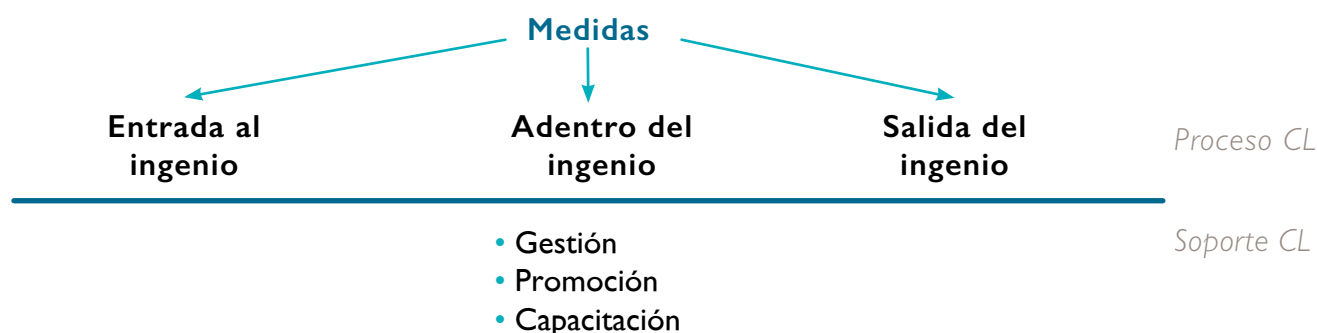 Medidas
Entrada al
ingenio
Adentro del
ingenio
Salida del
ingenio
Proceso CL
• Gestión
• Promoción
• Capacitación
Soporte CL